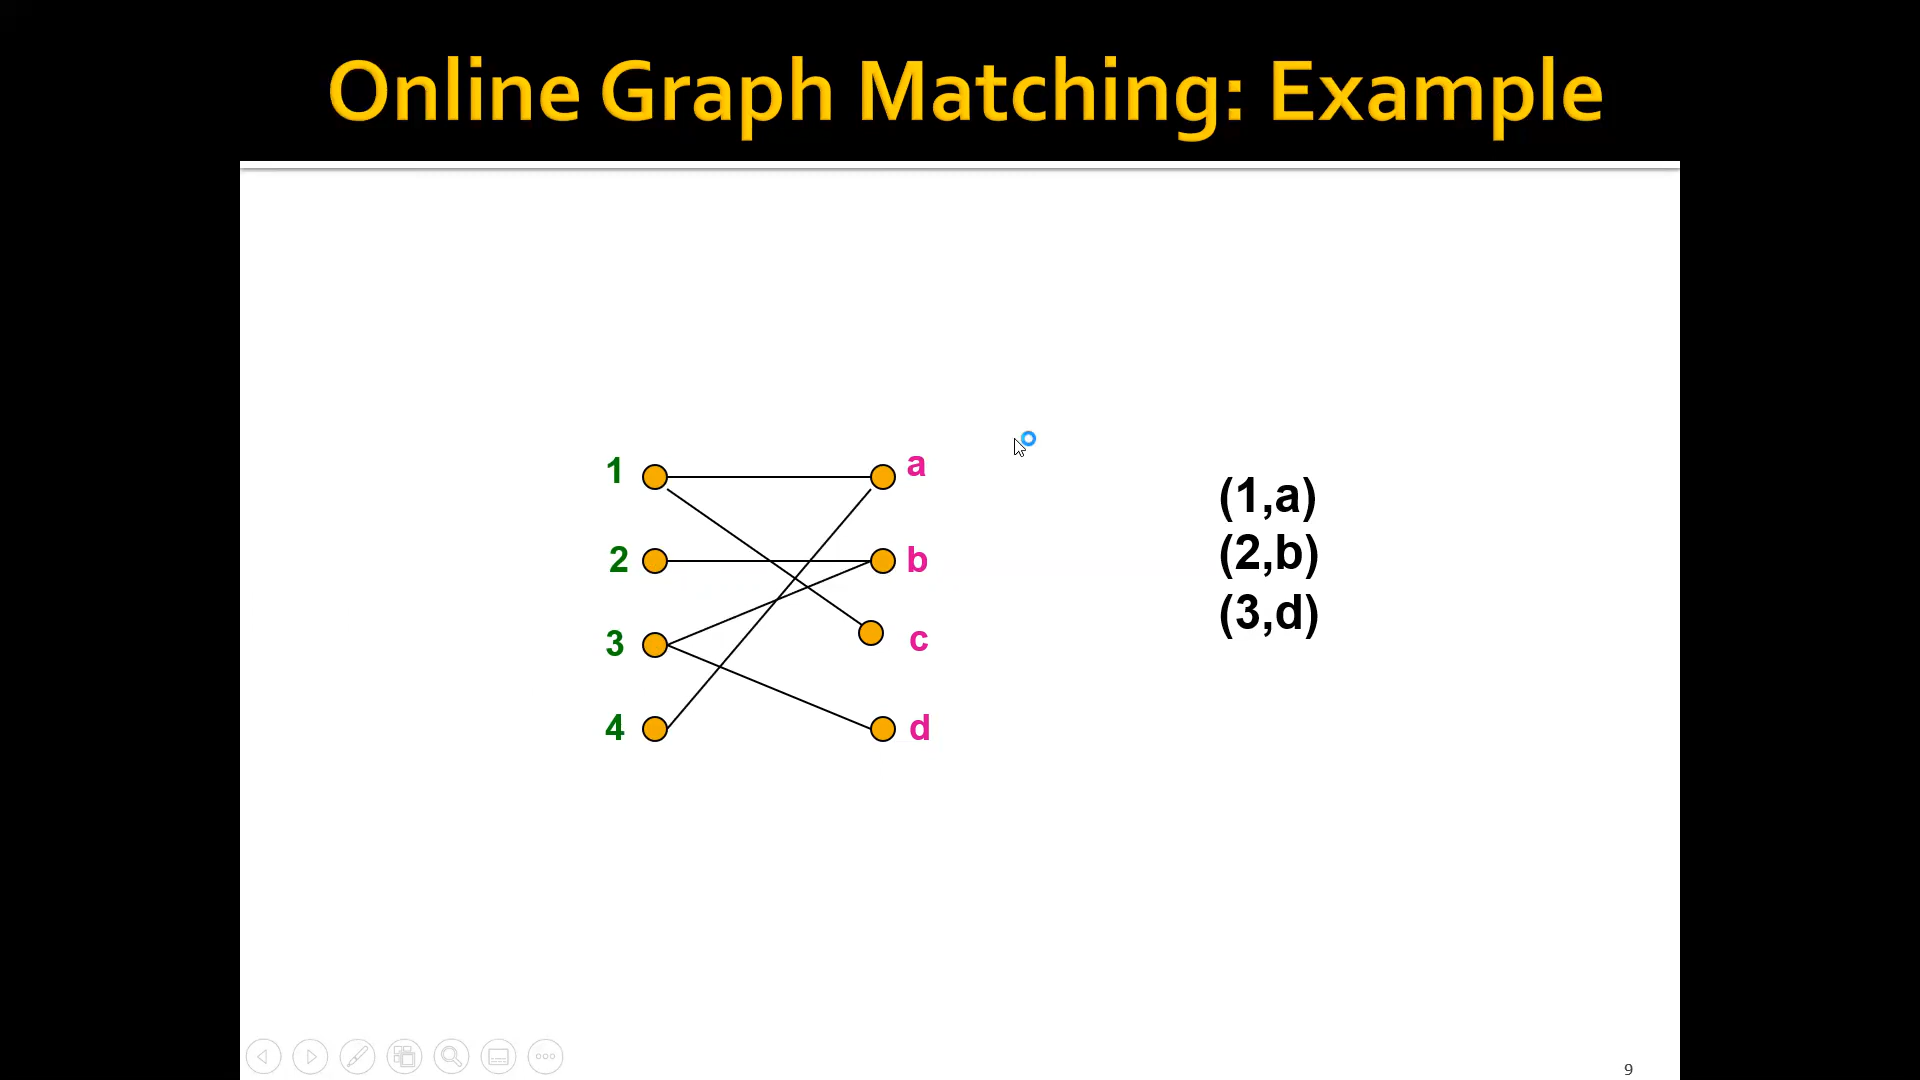 Online Graph Matching: Example
1
a
2
b
3
c
4
d
(1,a)
(2,b)
(3,d)
9